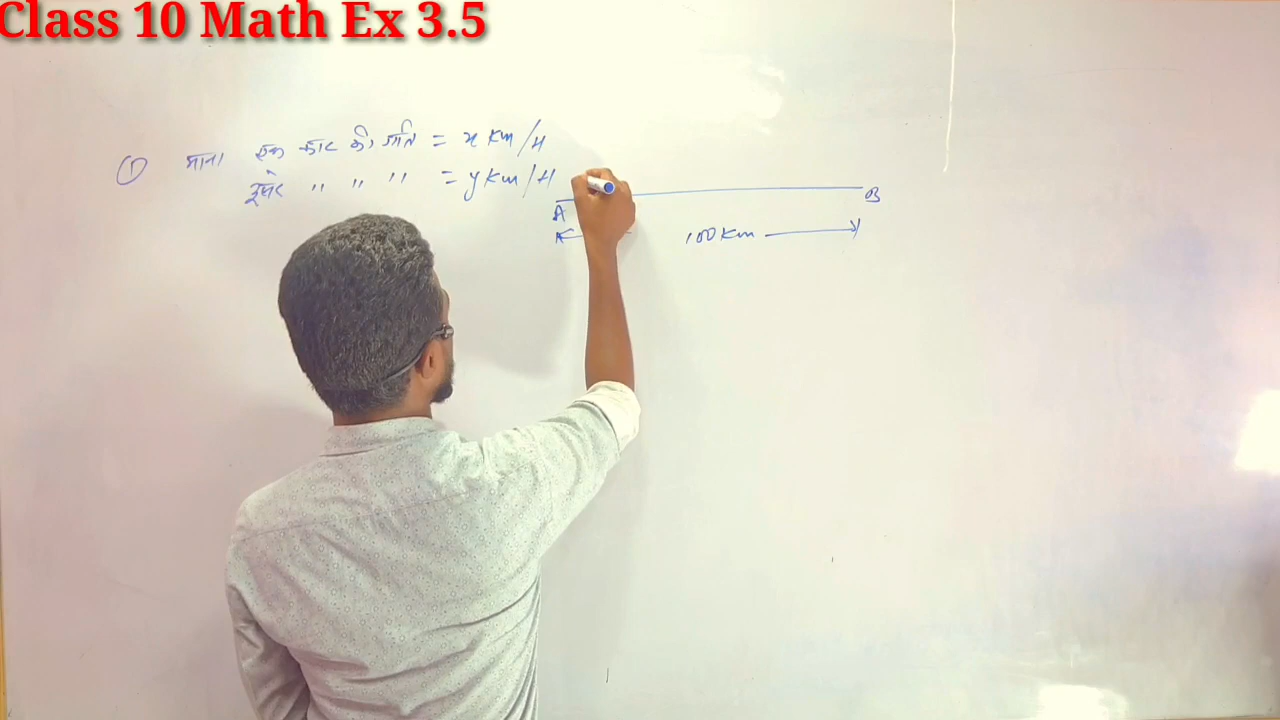 Class 10 Math Ex 3.5
① माना एक कार की गति = x km/H
दूसरे " " " = y km/H
A B
100 km